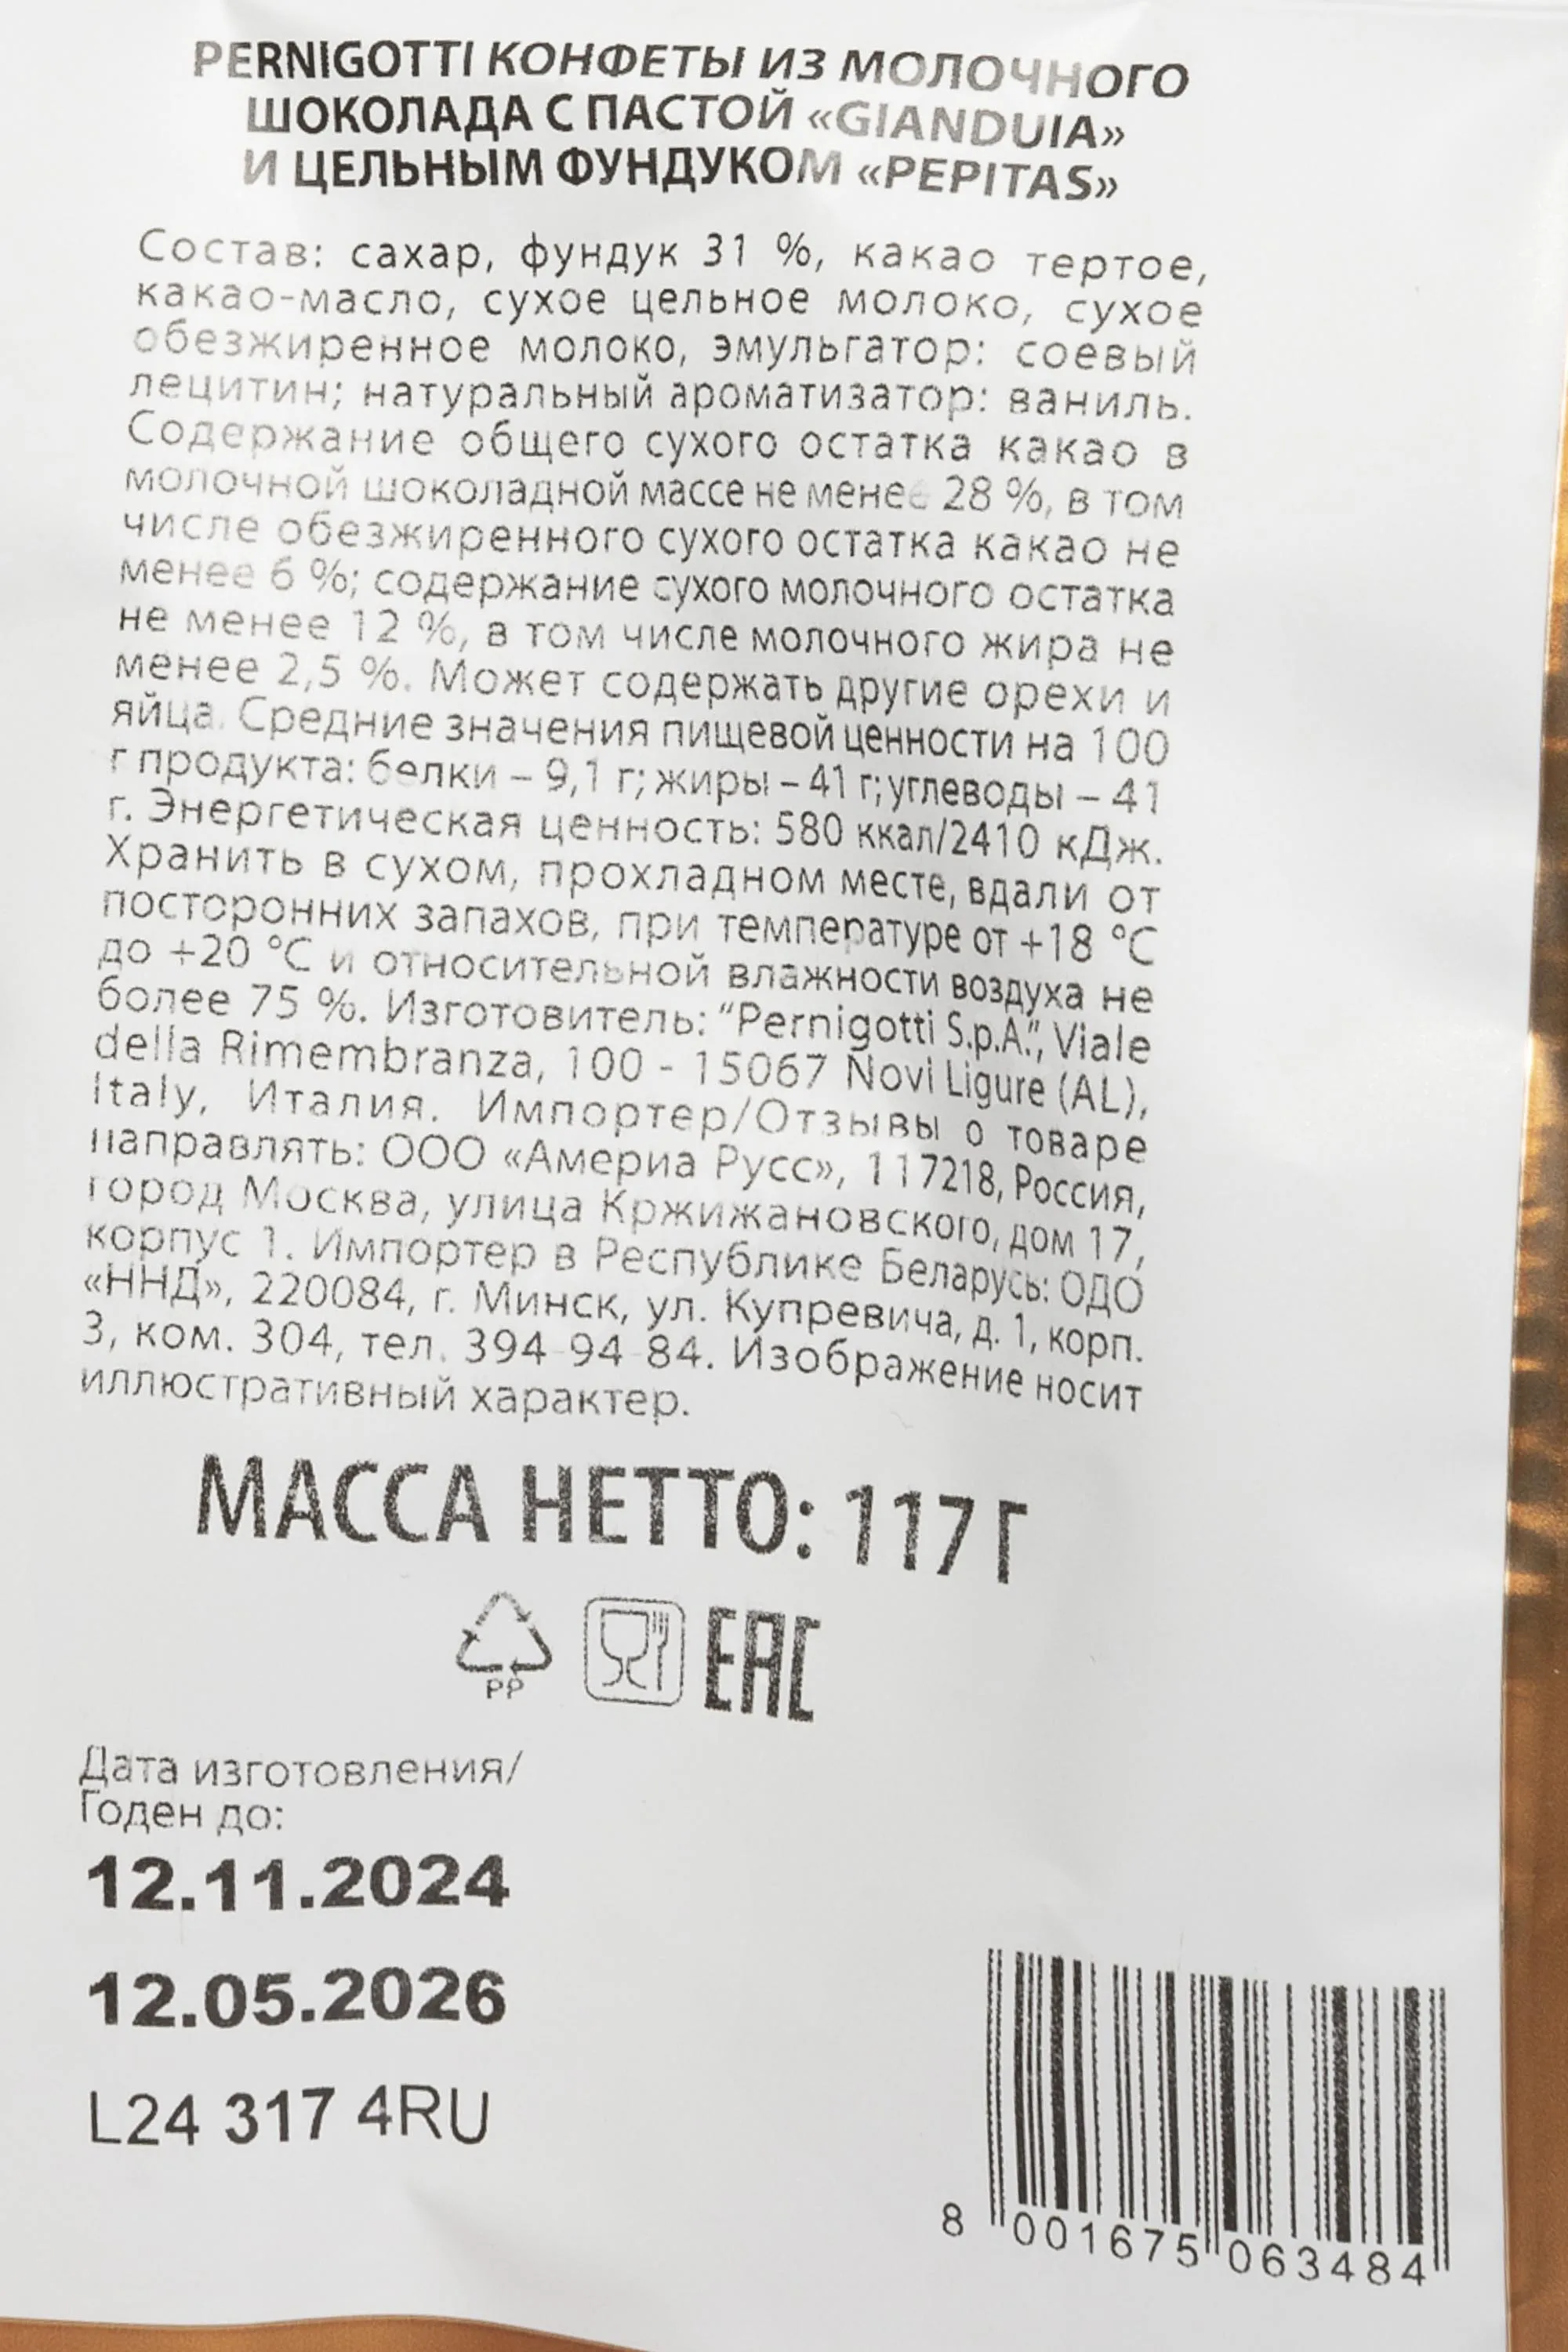 PERNIGOTTI КОНФЕТЫ ИЗ МОЛОЧНОГО
ШОКОЛАДА С ПАСТОЙ «GIANDUIA»
И ЦЕЛЬНЫМ ФУНДУКОМ «PEPITAS»
Состав: сахар, фундук 31 %, какао тертое,
какао-масло, сухое цельное молоко, сухое
обезжиренное молоко, эмульгатор: соевый
лецитин; натуральный ароматизатор: ваниль.
Содержание общего сухого остатка какао в
молочной шоколадной массе не менее 28 %, в том
числе обезжиренного сухого остатка какао не
менее 6 %; содержание сухого молочного остатка
не менее 12 %, в том числе молочного жира не
менее 2,5 %. Может содержать другие орехи и
яйца. Средние значения пищевой ценности на 100
г продукта: белки – 9,1 г; жиры – 41 г; углеводы – 41
г. Энергетическая ценность: 580 ккал/2410 кДж.
Хранить в сухом, прохладном месте, вдали от
посторонних запахов, при температуре от +18 °C
до +20 °C и относительной влажности воздуха не
более 75 %. Изготовитель: “Pernigotti S.p.A.”, Viale
della Rimembranza, 100 - 15067 Novi Ligure (AL),
Italy, Италия. Импортер/Отзывы о товаре
направлять: ООО «Америа Русс», 117218, Россия,
город Москва, улица Кржижановского, дом 17,
корпус 1. Импортер в Республике Беларусь: ОДО
«ННД», 220084, г. Минск, ул. Купревича, д. 1, корп.
3, ком. 304, тел. 394-94-84. Изображение носит
иллюстративный характер.
МАССА НЕТТО: 117 Г
PP
EAC
Дата изготовления/
Годен до:
12.11.2024
12.05.2026
L24 317 4RU
8 001675 063484